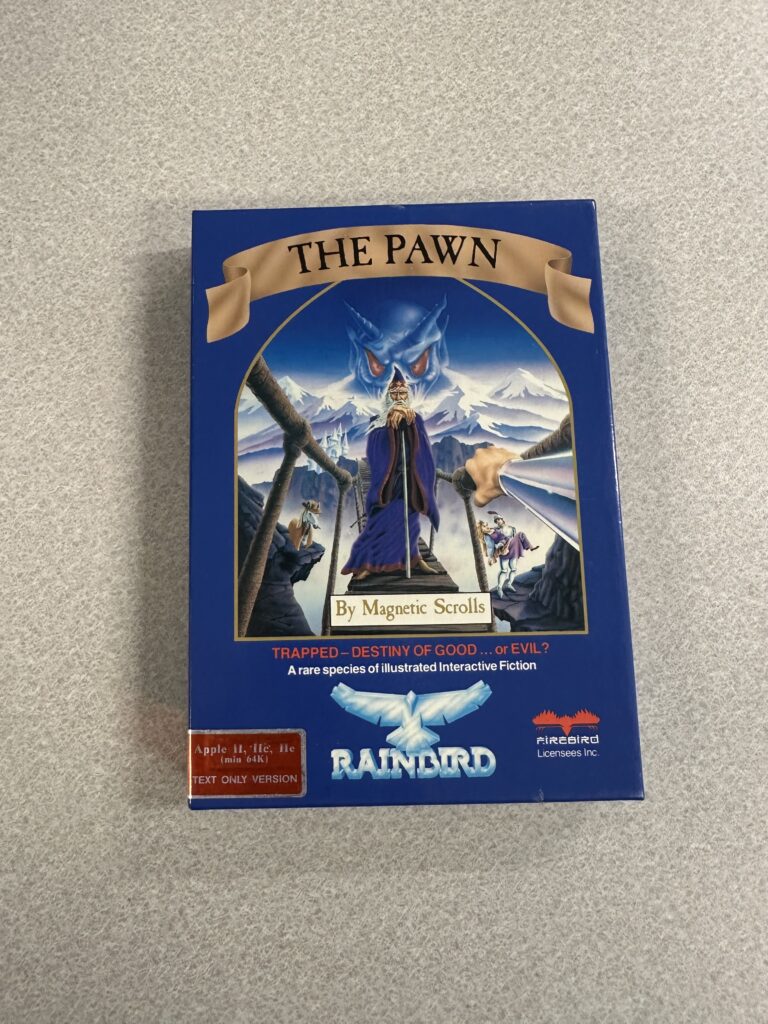 THE PAWN
By Magnetic Scrolls
TRAPPED – DESTINY OF GOOD ... or EVIL?
A rare species of illustrated Interactive Fiction
RAINBIRD
FIREBIRD
Licensees Inc.
Apple II, IIc, IIe
(min 64K)
TEXT ONLY VERSION